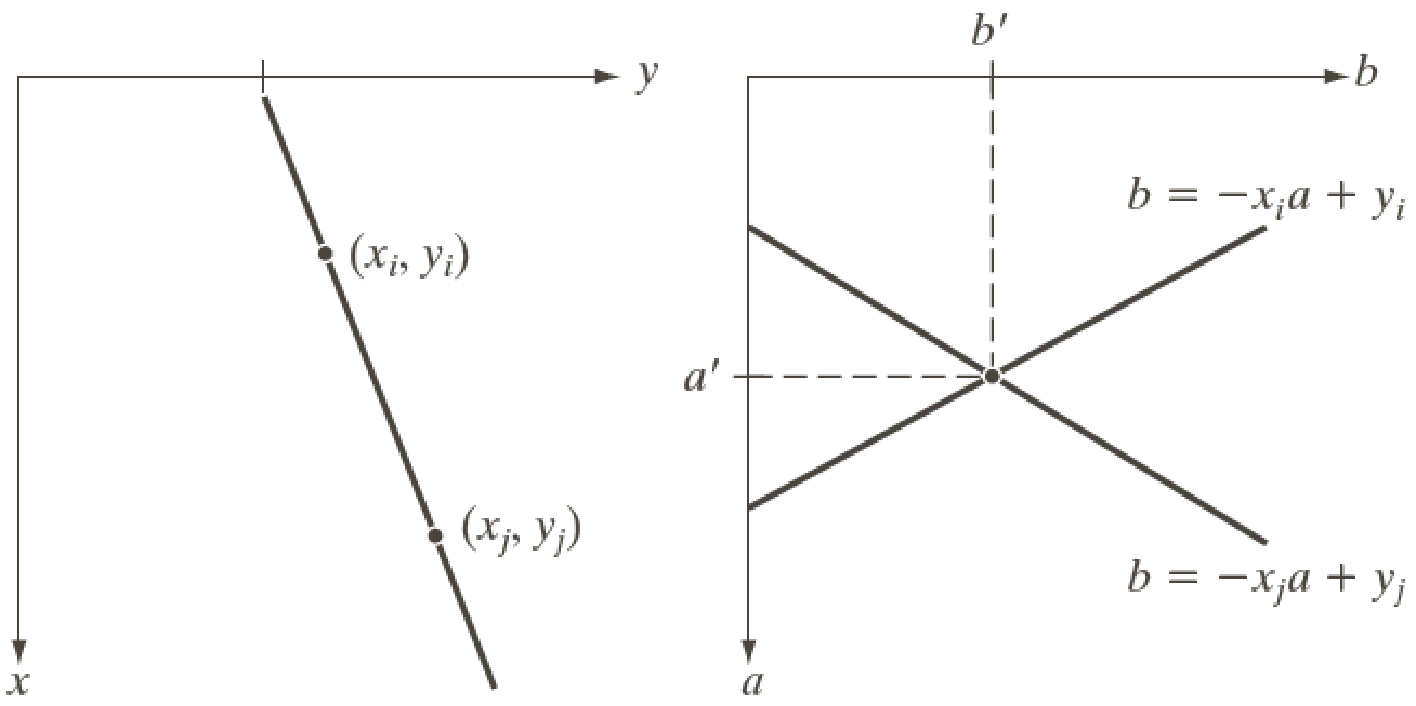 y
(xᵢ, yᵢ)
(xⱼ, yⱼ)
x
b′
b
b = −xᵢa + yᵢ
a′
b = −xⱼa + yⱼ
a